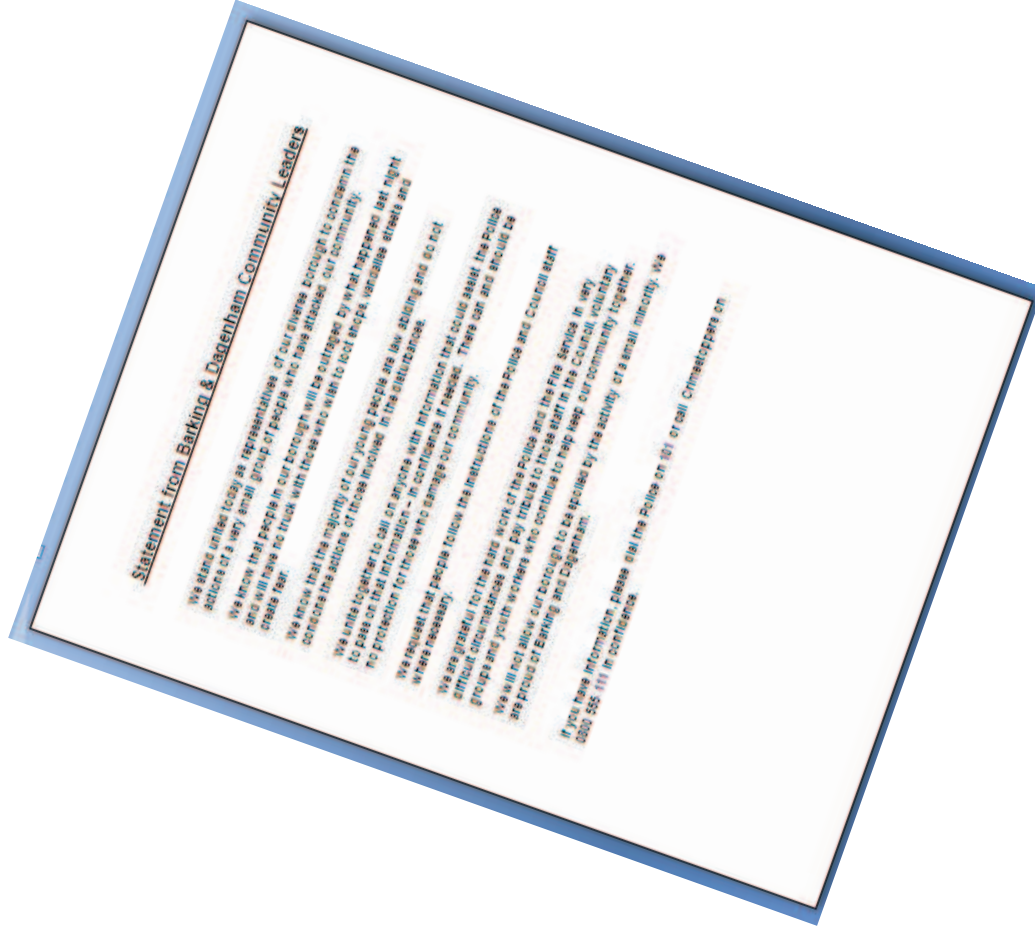 Statement from Barking & Dagenham Community Leaders
We stand united today as representatives of our diverse borough to condemn the
actions of a very small group of people who have attacked our community.
We know that people in our borough will be outraged by what happened last night
and will have no truck with those who wish to loot shops, vandalise streets and
create fear.
We know that the majority of our young people are law abiding and do not
condone the actions of those involved in the disturbances.
We unite together to call on anyone with information that could assist the Police
to pass on that information – in confidence if needed. There can and should be
no protection for those who damage our community.
We request that people follow the instructions of the Police and Council staff
where necessary.
We are grateful for the hard work of the Police and the Fire Service in very
difficult circumstances and pay tribute to those staff in the Council, voluntary
groups and youth workers who continue to help keep our community together.
We will not allow our borough to be spoiled by the activity of a small minority, we
are proud of Barking and Dagenham.
If you have information, please dial the Police on 101 or call Crimestoppers on
0800 555 111 in confidence.